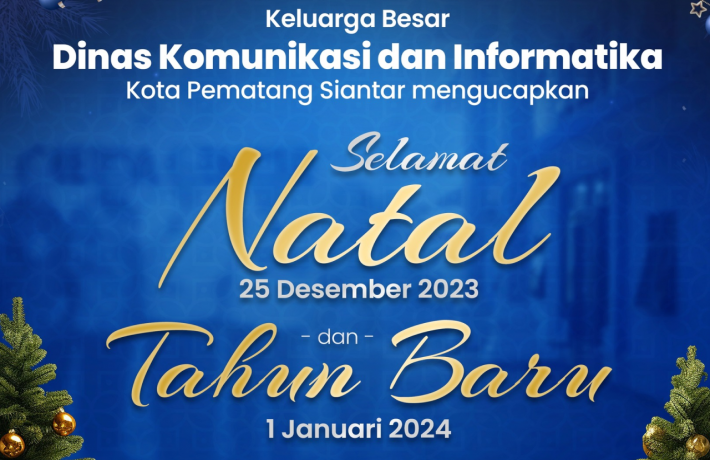 Keluarga Besar
Dinas Komunikasi dan Informatika
Kota Pematang Siantar mengucapkan
Selamat
Natal
25 Desember 2023
- dan -
Tahun Baru
1 Januari 2024